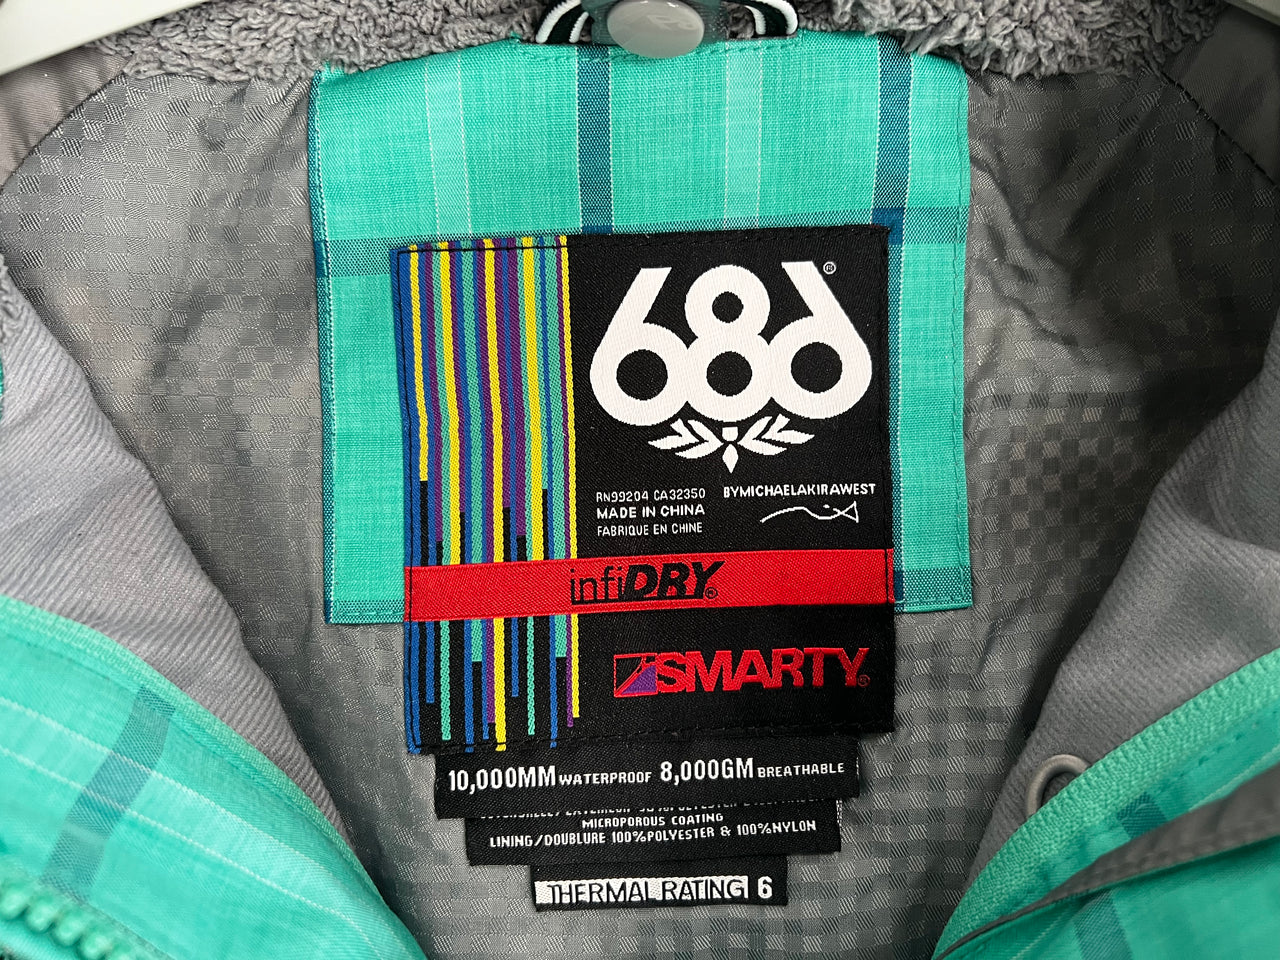 686®
RN99204 CA32350
MADE IN CHINA
FABRIQUE EN CHINE
BYMICHAELAKIRAWEST
infiDRY®
SMARTY®
10,000MM WATERPROOF 8,000GM BREATHABLE
MICROPOROUS COATING
LINING/DOUBLURE 100%POLYESTER & 100%NYLON
THERMAL RATING 6